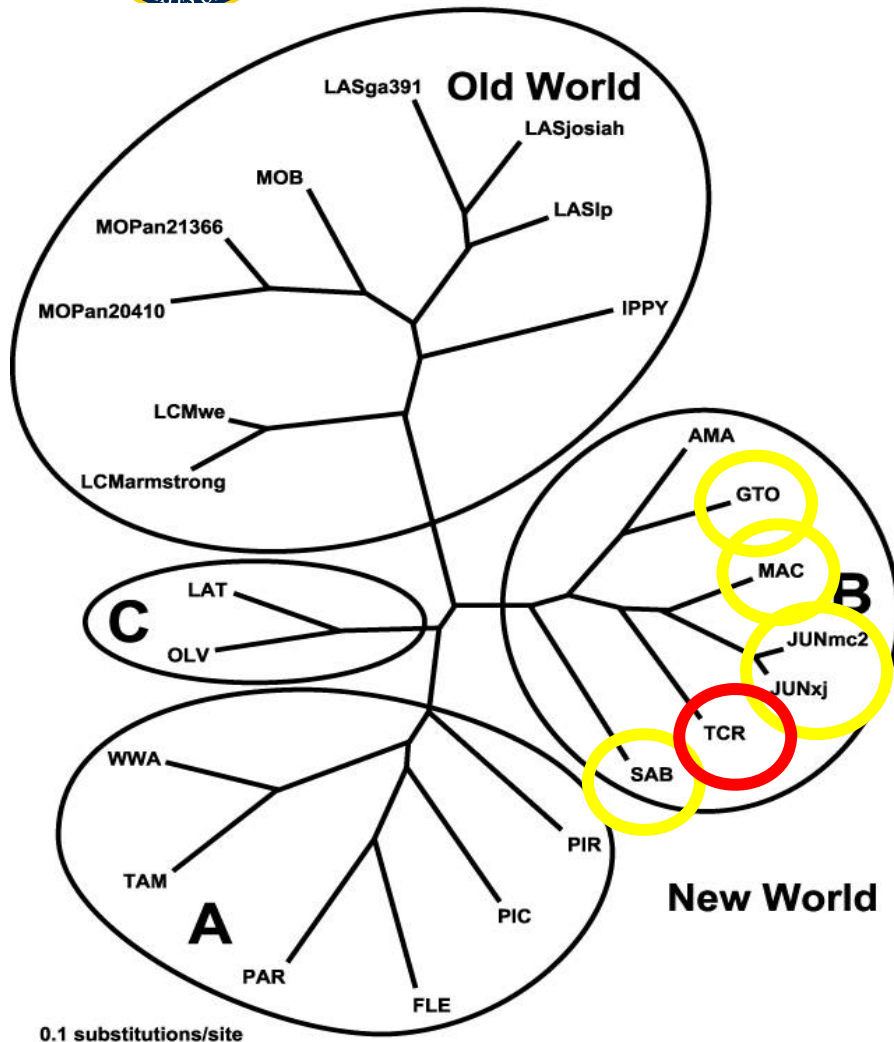 LASga391
Old World
LASjosiah
MOB
LASlp
MOPan21366
MOPan20410
IPPY
LCMwe
LCMarmstrong
AMA
GTO
MAC
B
JUNmc2
JUNxj
TCR
SAB
LAT
C
OLV
WWA
TAM
A
PAR
FLE
PIC
PIR
New World
0.1 substitutions/site